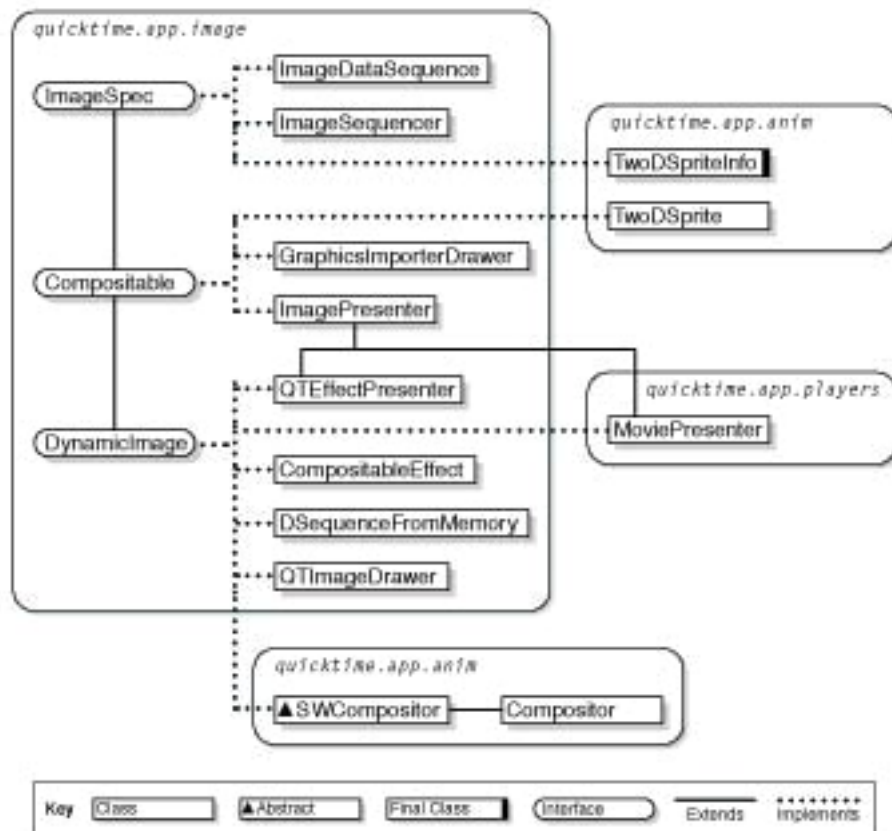 quicktime.app.image
ImageSpec
ImageDataSequence
ImageSequencer
quicktime.app.anim
TwoDSpriteInfo
TwoDSprite
Compositable
GraphicsImporterDrawer
ImagePresenter
QTEffectPresenter
quicktime.app.players
MoviePresenter
DynamicImage
CompositableEffect
DSequenceFromMemory
QTImageDrawer
quicktime.app.anim
▲SWCompositor
Compositor
Key
Class
▲Abstract
Final Class
Interface
Extends
Implements